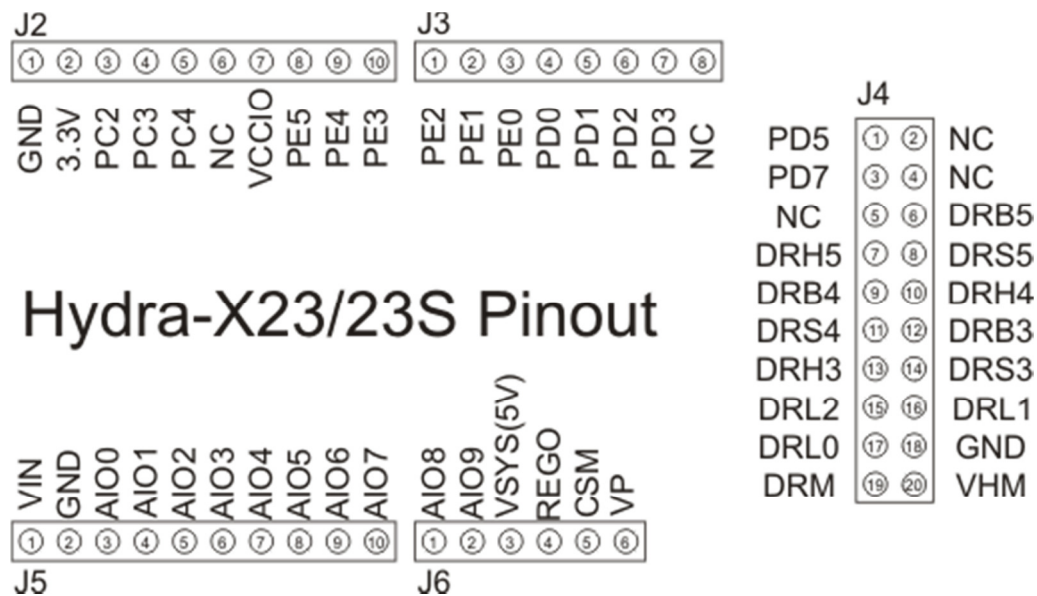 J2
1 2 3 4 5 6 7 8 9 10
GND 3.3V PC2 PC3 PC4 NC VCCIO PE5 PE4 PE3
J3
1 2 3 4 5 6 7 8
PE2 PE1 PE0 PD0 PD1 PD2 PD3 NC
J4
PD5 1 2 NC
PD7 3 4 NC
NC 5 6 DRB5
DRH5 7 8 DRS5
DRB4 9 10 DRH4
DRS4 11 12 DRB3
DRH3 13 14 DRS3
DRL2 15 16 DRL1
DRL0 17 18 GND
DRM 19 20 VHM
Hydra-X23/23S Pinout
VIN GND AIO0 AIO1 AIO2 AIO3 AIO4 AIO5 AIO6 AIO7
1 2 3 4 5 6 7 8 9 10
J5
AIO8 AIO9 VSYS(5V) REGO CSM VP
1 2 3 4 5 6
J6